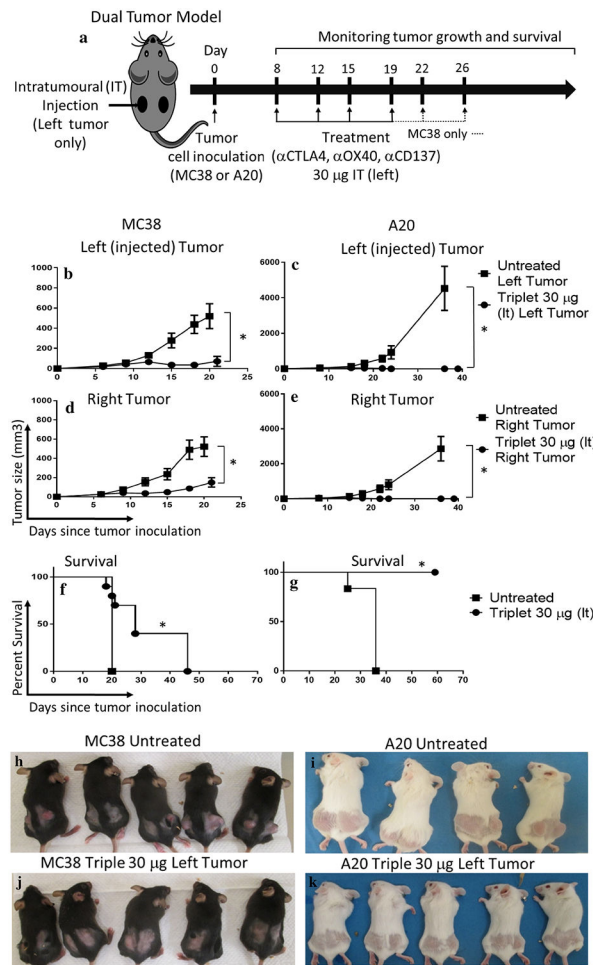 Dual Tumor Model
a
Monitoring tumor growth and survival
Day
0 8 12 15 19 22 26
Intratumoural (IT)
Injection
(Left tumor
only)
Tumor
cell inoculation
(MC38 or A20)
Treatment
(αCTLA4, αOX40, αCD137)
30 µg IT (left)
MC38 only
MC38
Left (injected) Tumor
b
1000
800
600
400
200
0
0 5 10 15 20 25
*
A20
Left (injected) Tumor
c
6000
4000
2000
0
0 10 20 30 40
*
Untreated
Left Tumor
Triplet 30 µg
(It) Left Tumor
Right Tumor
d
1000
800
600
400
200
0
0 5 10 15 20 25
*
Tumor size (mm3)
Days since tumor inoculation
Right Tumor
e
6000
4000
2000
0
0 10 20 30 40
*
Untreated
Right Tumor
Triplet 30 µg (It)
Right Tumor
Survival
f
100
50
0
0 10 20 30 40 50 60 70
*
Percent Survival
Days since tumor inoculation
Survival
g
100
50
0
0 10 20 30 40 50 60 70
*
Untreated
Triplet 30 µg (It)
MC38 Untreated
h
A20 Untreated
i
MC38 Triple 30 µg Left Tumor
j
A20 Triple 30 µg Left Tumor
k